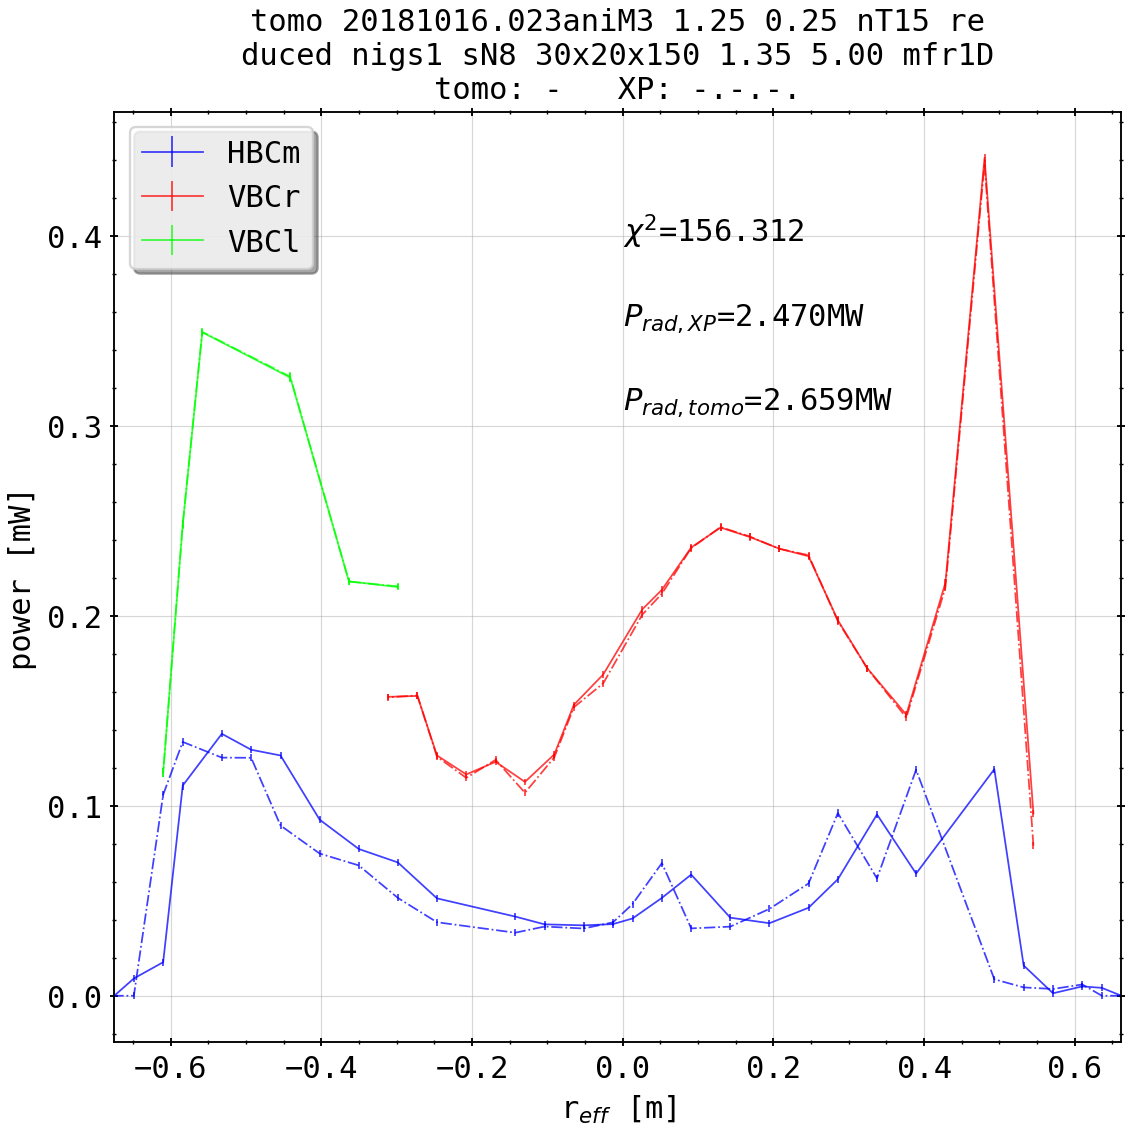 tomo 20181016.023aniM3 1.25 0.25 nT15 re
duced nigs1 sN8 30x20x150 1.35 5.00 mfr1D
tomo: -   XP: -.-.-.
HBCm
VBCr
VBCl
χ²=156.312
P_rad,XP=2.470MW
P_rad,tomo=2.659MW
power [mW]
0.4
0.3
0.2
0.1
0.0
−0.6 −0.4 −0.2 0.0 0.2 0.4 0.6
r_eff [m]